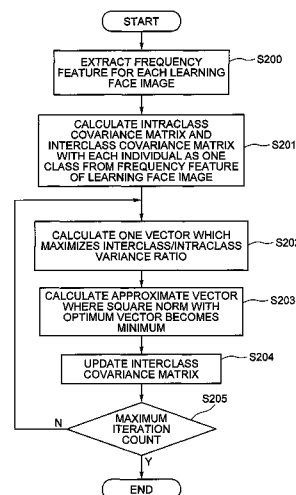 START
EXTRACT FREQUENCY
FEATURE FOR EACH LEARNING
FACE IMAGE
S200
CALCULATE INTRACLASS
COVARIANCE MATRIX AND
INTERCLASS COVARIANCE MATRIX
WITH EACH INDIVIDUAL AS ONE
CLASS FROM FREQUENCY FEATURE
OF LEARNING FACE IMAGE
S201
CALCULATE ONE VECTOR WHICH
MAXIMIZES INTERCLASS/INTRACLASS
VARIANCE RATIO
S202
CALCULATE APPROXIMATE VECTOR
WHERE SQUARE NORM WITH
OPTIMUM VECTOR BECOMES
MINIMUM
S203
UPDATE INTERCLASS
COVARIANCE MATRIX
S204
MAXIMUM
ITERATION
COUNT
S205
N
Y
END